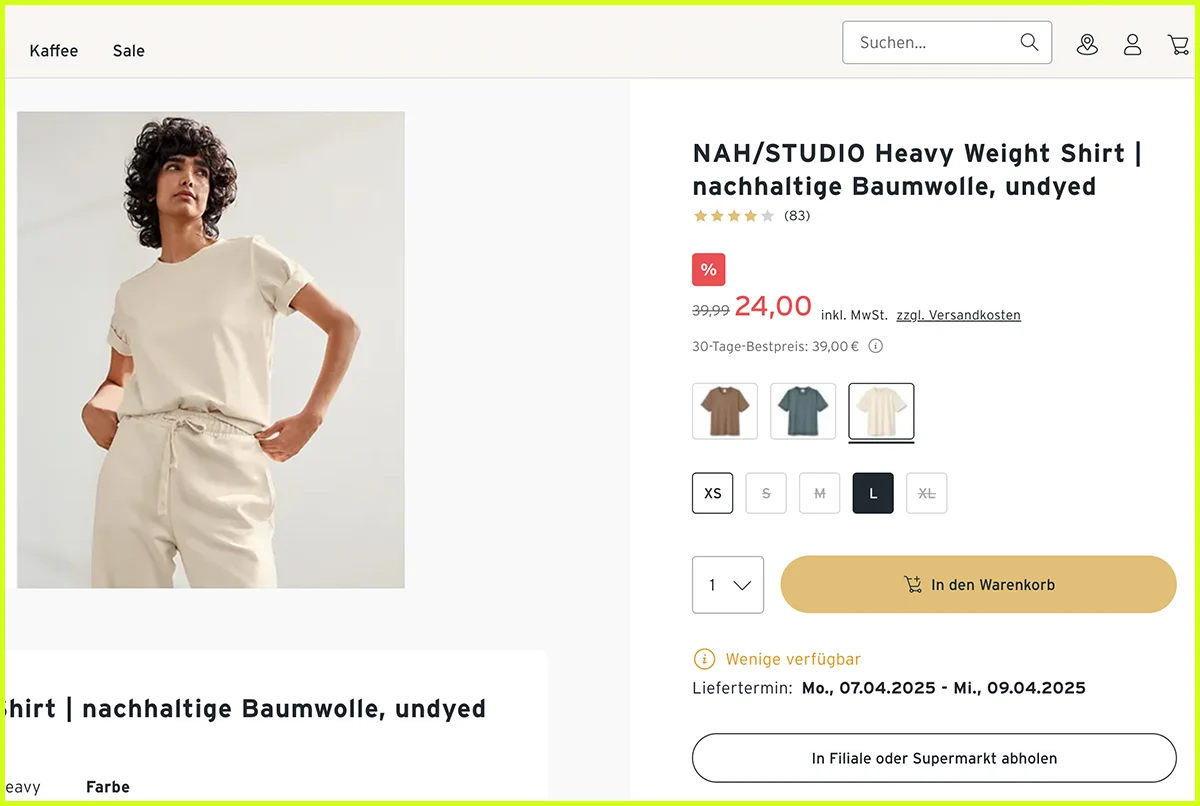 Kaffee Sale
Suchen...
NAH/STUDIO Heavy Weight Shirt |
nachhaltige Baumwolle, undyed
(83)
%
39,99 24,00 inkl. MwSt. zzgl. Versandkosten
30-Tage-Bestpreis: 39,00 €
XS S M L XL
1
In den Warenkorb
Wenige verfügbar
Liefertermin: Mo., 07.04.2025 - Mi., 09.04.2025
In Filiale oder Supermarkt abholen
hirt | nachhaltige Baumwolle, undyed
eavy Farbe